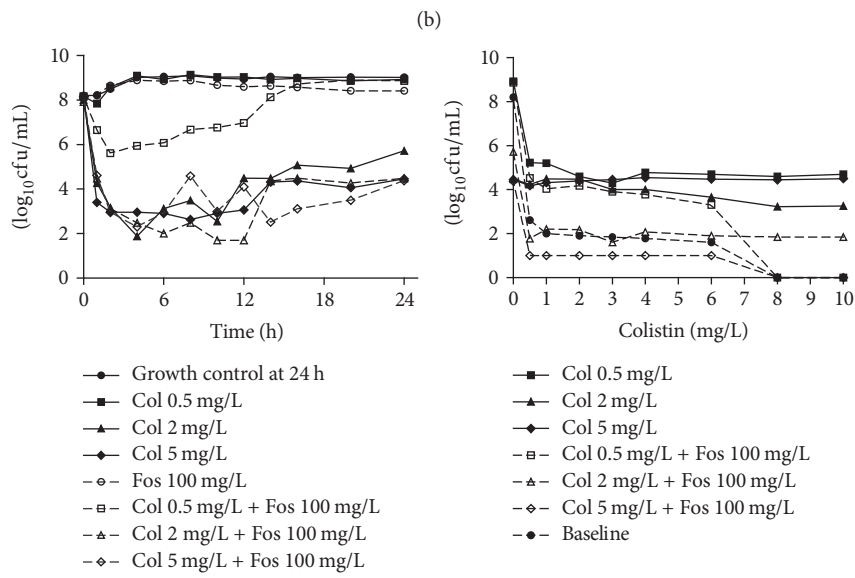 (b)
10
8
6
4
2
0
(log10cfu/mL)
0 6 12 18 24
Time (h)
Growth control at 24 h
Col 0.5 mg/L
Col 2 mg/L
Col 5 mg/L
Fos 100 mg/L
Col 0.5 mg/L + Fos 100 mg/L
Col 2 mg/L + Fos 100 mg/L
Col 5 mg/L + Fos 100 mg/L
10
8
6
4
2
0
(log10cfu/mL)
0 1 2 3 4 5 6 7 8 9 10
Colistin (mg/L)
Col 0.5 mg/L
Col 2 mg/L
Col 5 mg/L
Col 0.5 mg/L + Fos 100 mg/L
Col 2 mg/L + Fos 100 mg/L
Col 5 mg/L + Fos 100 mg/L
Baseline